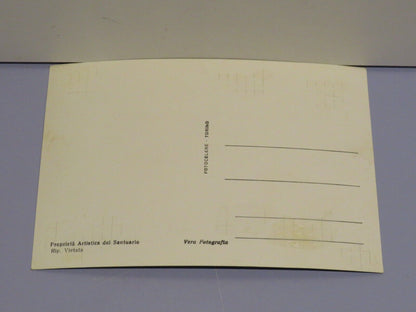 FOTOCELERE - TORINO
Proprietà Artistica del Santuario
Rip. Vietata
Vera Fotografia